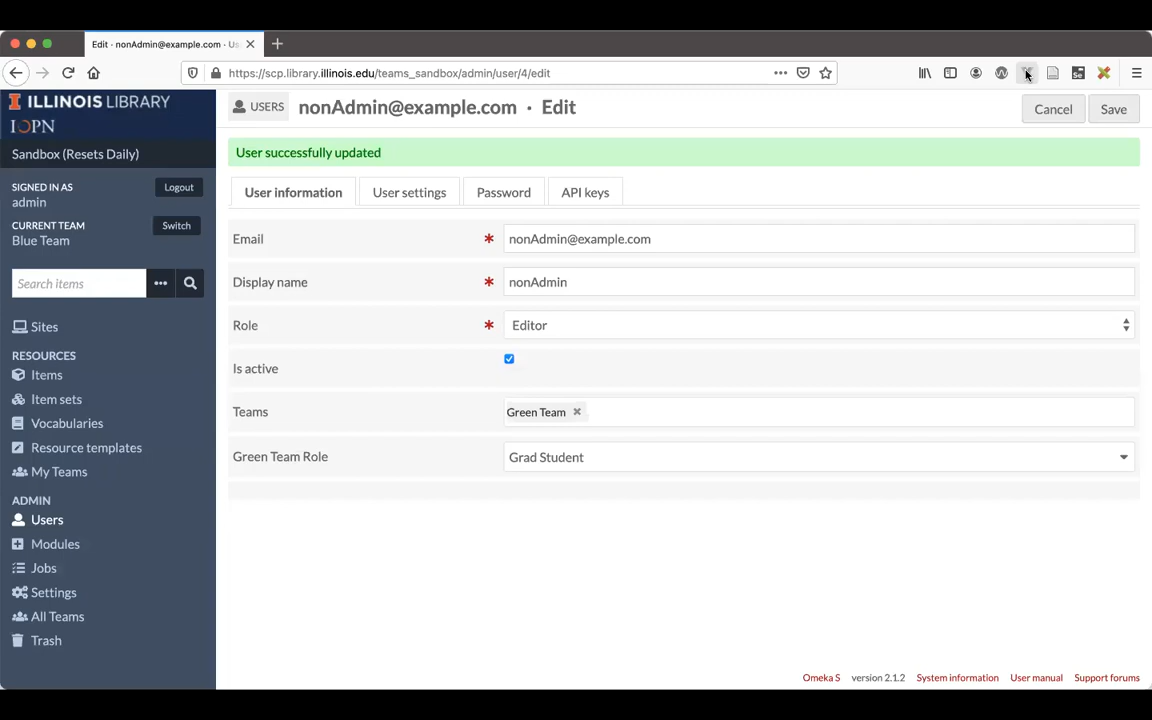 Edit · nonAdmin@example.com · Us
https://scp.library.illinois.edu/teams_sandbox/admin/user/4/edit
ILLINOIS LIBRARY
IOPN
Sandbox (Resets Daily)
SIGNED IN AS
admin
Logout
CURRENT TEAM
Blue Team
Switch
Search items
Sites
RESOURCES
Items
Item sets
Vocabularies
Resource templates
My Teams
ADMIN
Users
Modules
Jobs
Settings
All Teams
Trash
USERS
nonAdmin@example.com · Edit
Cancel
Save
User successfully updated
User information
User settings
Password
API keys
Email
nonAdmin@example.com
Display name
nonAdmin
Role
Editor
Is active
Teams
Green Team
Green Team Role
Grad Student
Omeka S version 2.1.2 System information User manual Support forums